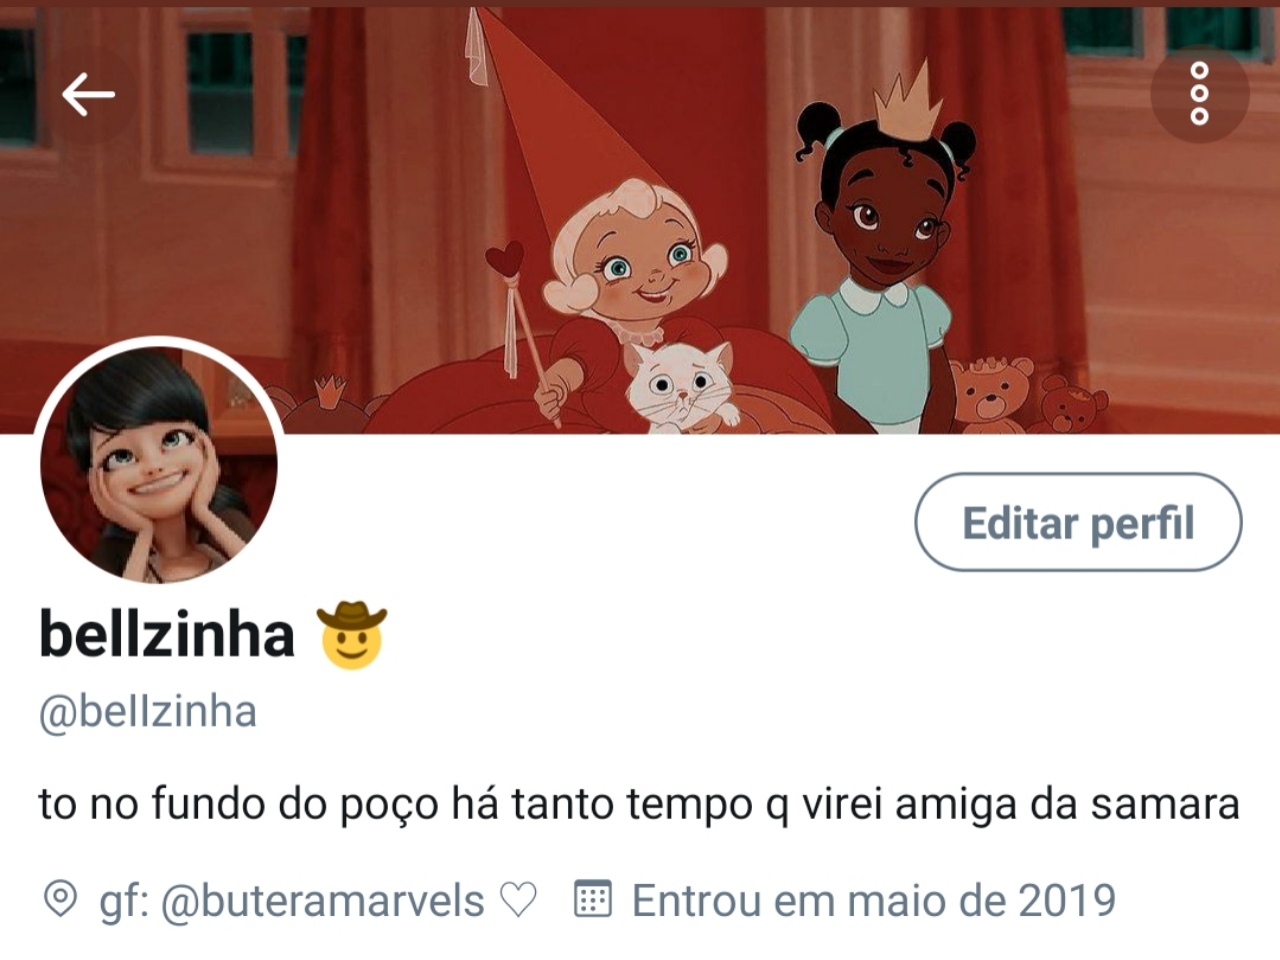 Editar perfil
bellzinha 🤠
@bellzinha
to no fundo do poço há tanto tempo q virei amiga da samara
gf: @buteramarvels ♡ Entrou em maio de 2019